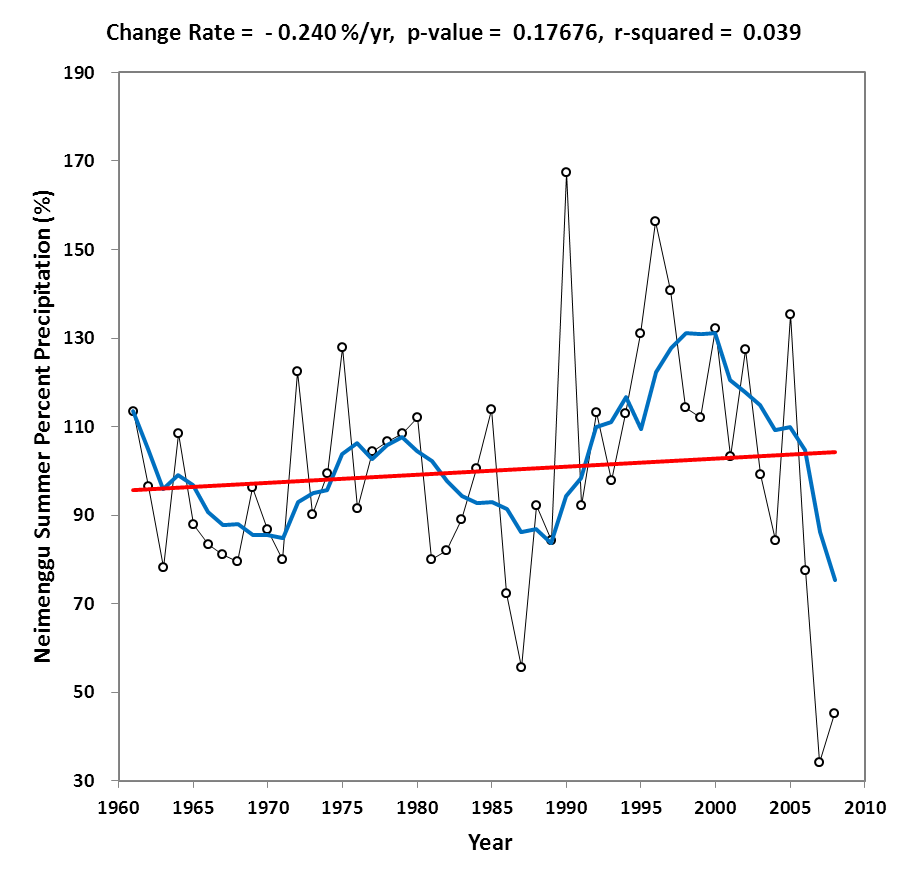 Change Rate = - 0.240 %/yr, p-value = 0.17676, r-squared = 0.039
Neimenggu Summer Percent Precipitation (%)
190
170
150
130
110
90
70
50
30
1960 1965 1970 1975 1980 1985 1990 1995 2000 2005 2010
Year